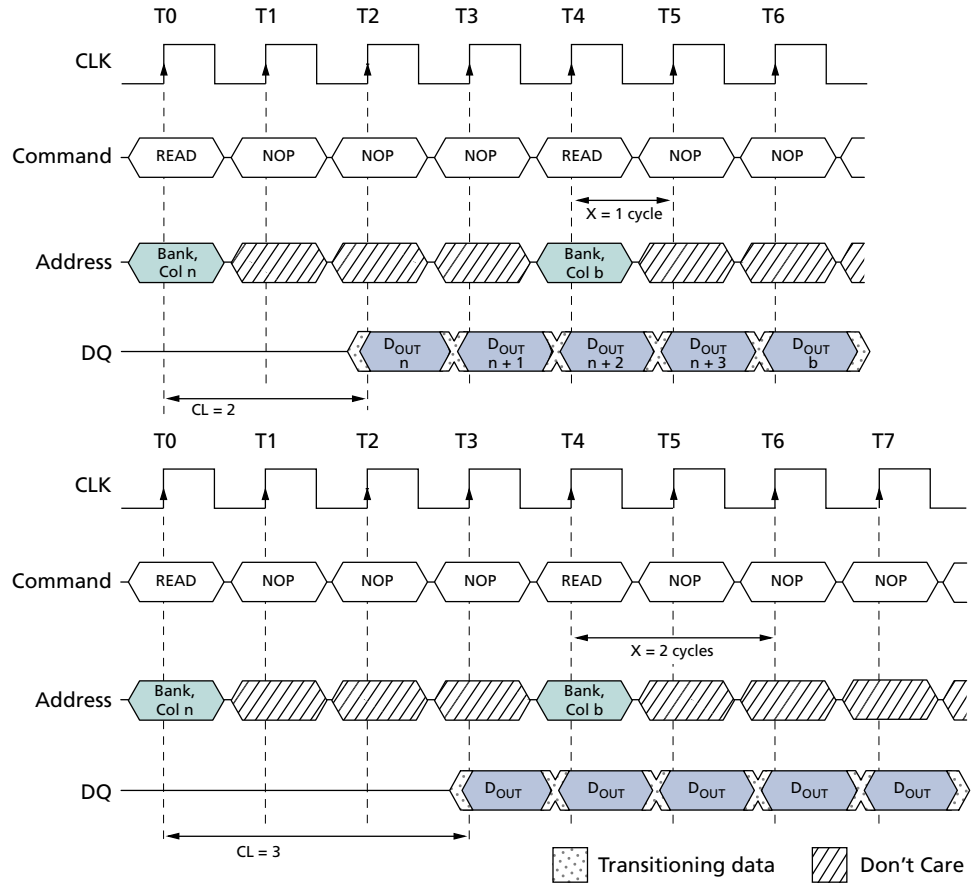 T0 T1 T2 T3 T4 T5 T6
CLK
Command READ NOP NOP NOP READ NOP NOP
X = 1 cycle
Address Bank, Col n Bank, Col b
DQ DOUT n DOUT n + 1 DOUT n + 2 DOUT n + 3 DOUT b
CL = 2
T0 T1 T2 T3 T4 T5 T6 T7
CLK
Command READ NOP NOP NOP READ NOP NOP NOP
X = 2 cycles
Address Bank, Col n Bank, Col b
DQ DOUT DOUT DOUT DOUT DOUT
CL = 3
Transitioning data Don't Care